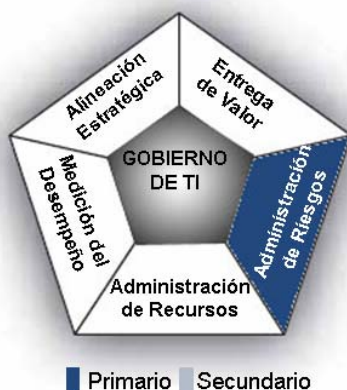 Alineación
Estratégica
Entrega
de Valor
GOBIERNO
DE TI
Medición del
Desempeño
Administración
de Riesgos
Administración
de Recursos
Primario Secundario